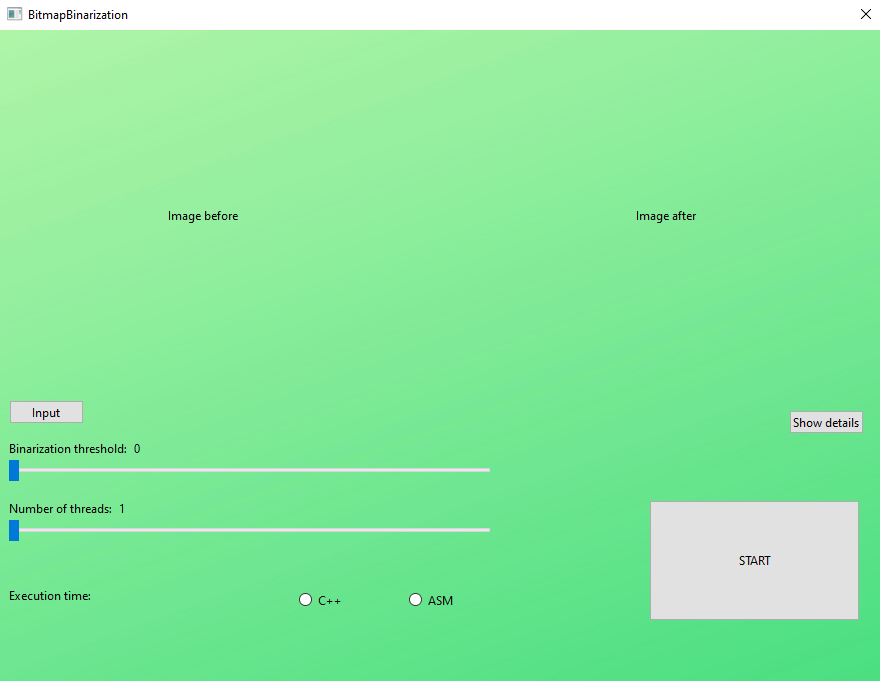 BitmapBinarization
Image before
Image after
Input
Show details
Binarization threshold: 0
Number of threads: 1
START
Execution time:
C++
ASM